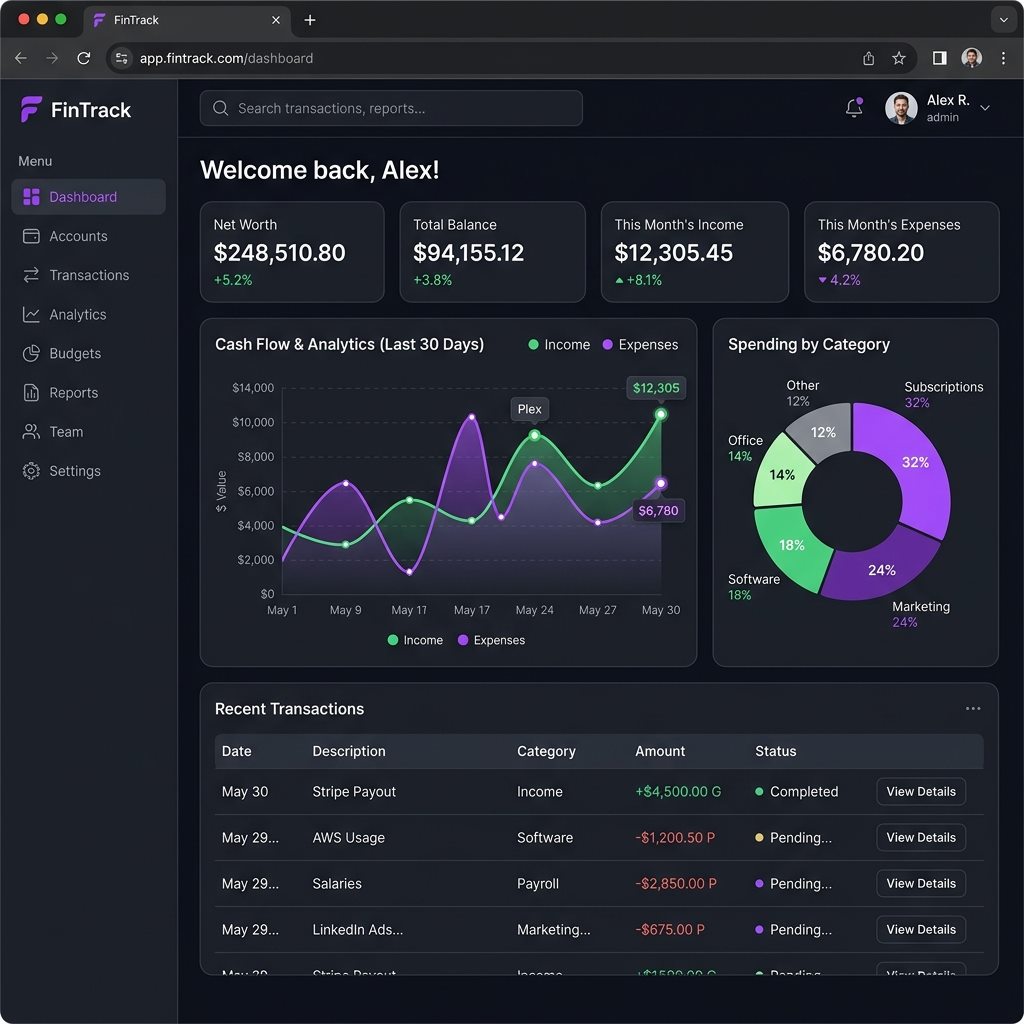 FinTrack
app.fintrack.com/dashboard
FinTrack
Search transactions, reports...
Alex R.
admin
Menu
Dashboard
Accounts
Transactions
Analytics
Budgets
Reports
Team
Settings
Welcome back, Alex!
Net Worth
$248,510.80
+5.2%
Total Balance
$94,155.12
+3.8%
This Month's Income
$12,305.45
+8.1%
This Month's Expenses
$6,780.20
4.2%
Cash Flow & Analytics (Last 30 Days)
Income Expenses
$ Value
$14,000
$10,000
$8,000
$6,000
$4,000
$2,000
$0
Plex
$12,305
$6,780
May 1 May 9 May 11 May 17 May 24 May 27 May 30
Income Expenses
Spending by Category
Other
12%
Subscriptions
32%
Office
14%
12%
32%
14%
18%
24%
Software
18%
Marketing
24%
Recent Transactions
Date Description Category Amount Status
May 30 Stripe Payout Income +$4,500.00 G Completed View Details
May 29... AWS Usage Software -$1,200.50 P Pending... View Details
May 29... Salaries Payroll -$2,850.00 P Pending... View Details
May 29... LinkedIn Ads... Marketing... -$675.00 P Pending... View Details
Stripe Payout Income Pending... View Details